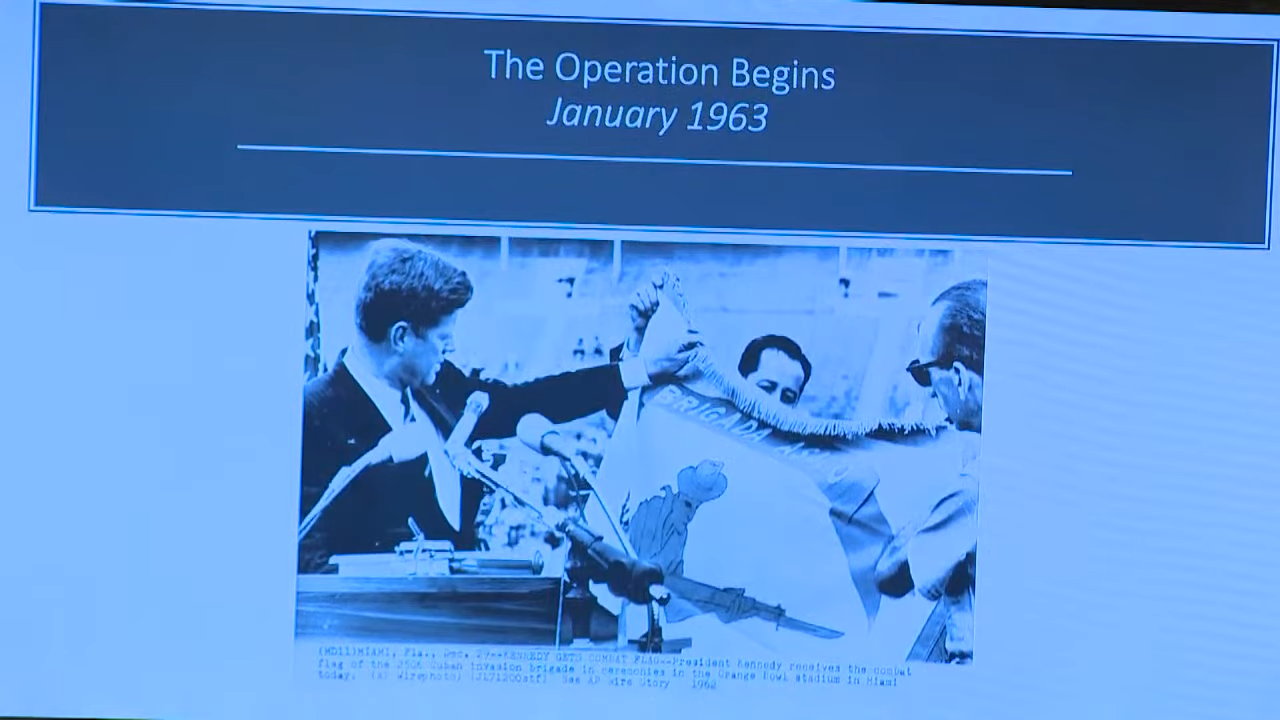 The Operation Begins
January 1963
BRIGADA ASALTO
(MD11)MIAMI, Fla., Dec. 29--KENNEDY GETS COMBAT FLAG--President Kennedy receives the combat
flag of the 2506 Cuban invasion brigade in ceremonies in the Orange Bowl stadium in Miami
today. (AP Wirephoto) See AP Wire Story 1962